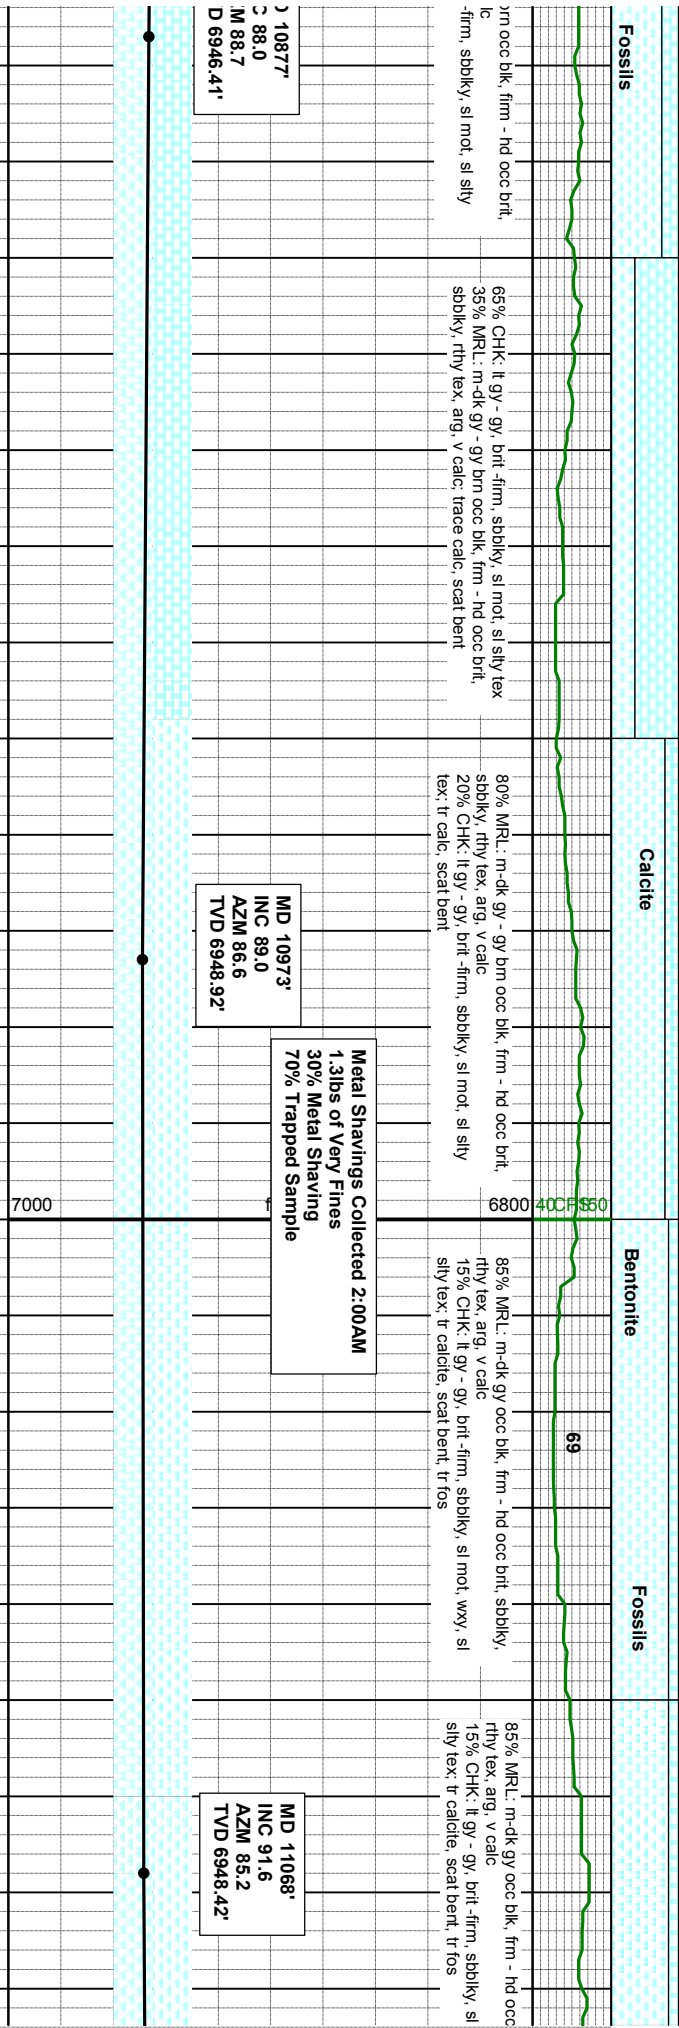 Fossils
orn occ blk, firm - hd occ brit,
lc
-firm, sbblky, sl mot, sl slty
10877'
88.0
M 88.7
D 6946.41'
65% CHK: lt gy - gy, brit -firm, sbblky, sl mot, sl slty tex
35% MRL: m-dk gy - gy brn occ blk, frm - hd occ brit,
sbblky, rthy tex, arg, v calc; trace calc, scat bent
Calcite
80% MRL: m-dk gy - gy brn occ blk, frm - hd occ brit,
sbblky, rthy tex, arg, v calc
20% CHK: lt gy - gy, brit -firm, sbblky, sl mot, sl slty
tex; tr calc, scat bent
MD 10973'
INC 89.0
AZM 86.6
TVD 6948.92'
Metal Shavings Collected 2:00AM
1.3lbs of Very Fines
30% Metal Shaving
70% Trapped Sample
7000
f
6800
Bentonite
85% MRL: m-dk gy occ blk, frm - hd occ brit, sbblky,
rthy tex, arg, v calc
15% CHK: lt gy - gy, brit -firm, sbblky, sl mot, wxy, sl
slty tex; tr calcite, scat bent, tr fos
69
Fossils
85% MRL: m-dk gy occ blk, frm - hd occ
rthy tex, arg, v calc
15% CHK: lt gy - gy, brit -firm, sbblky, sl
slty tex; tr calcite, scat bent, tr fos
MD 11068'
INC 91.6
AZM 85.2
TVD 6948.42'